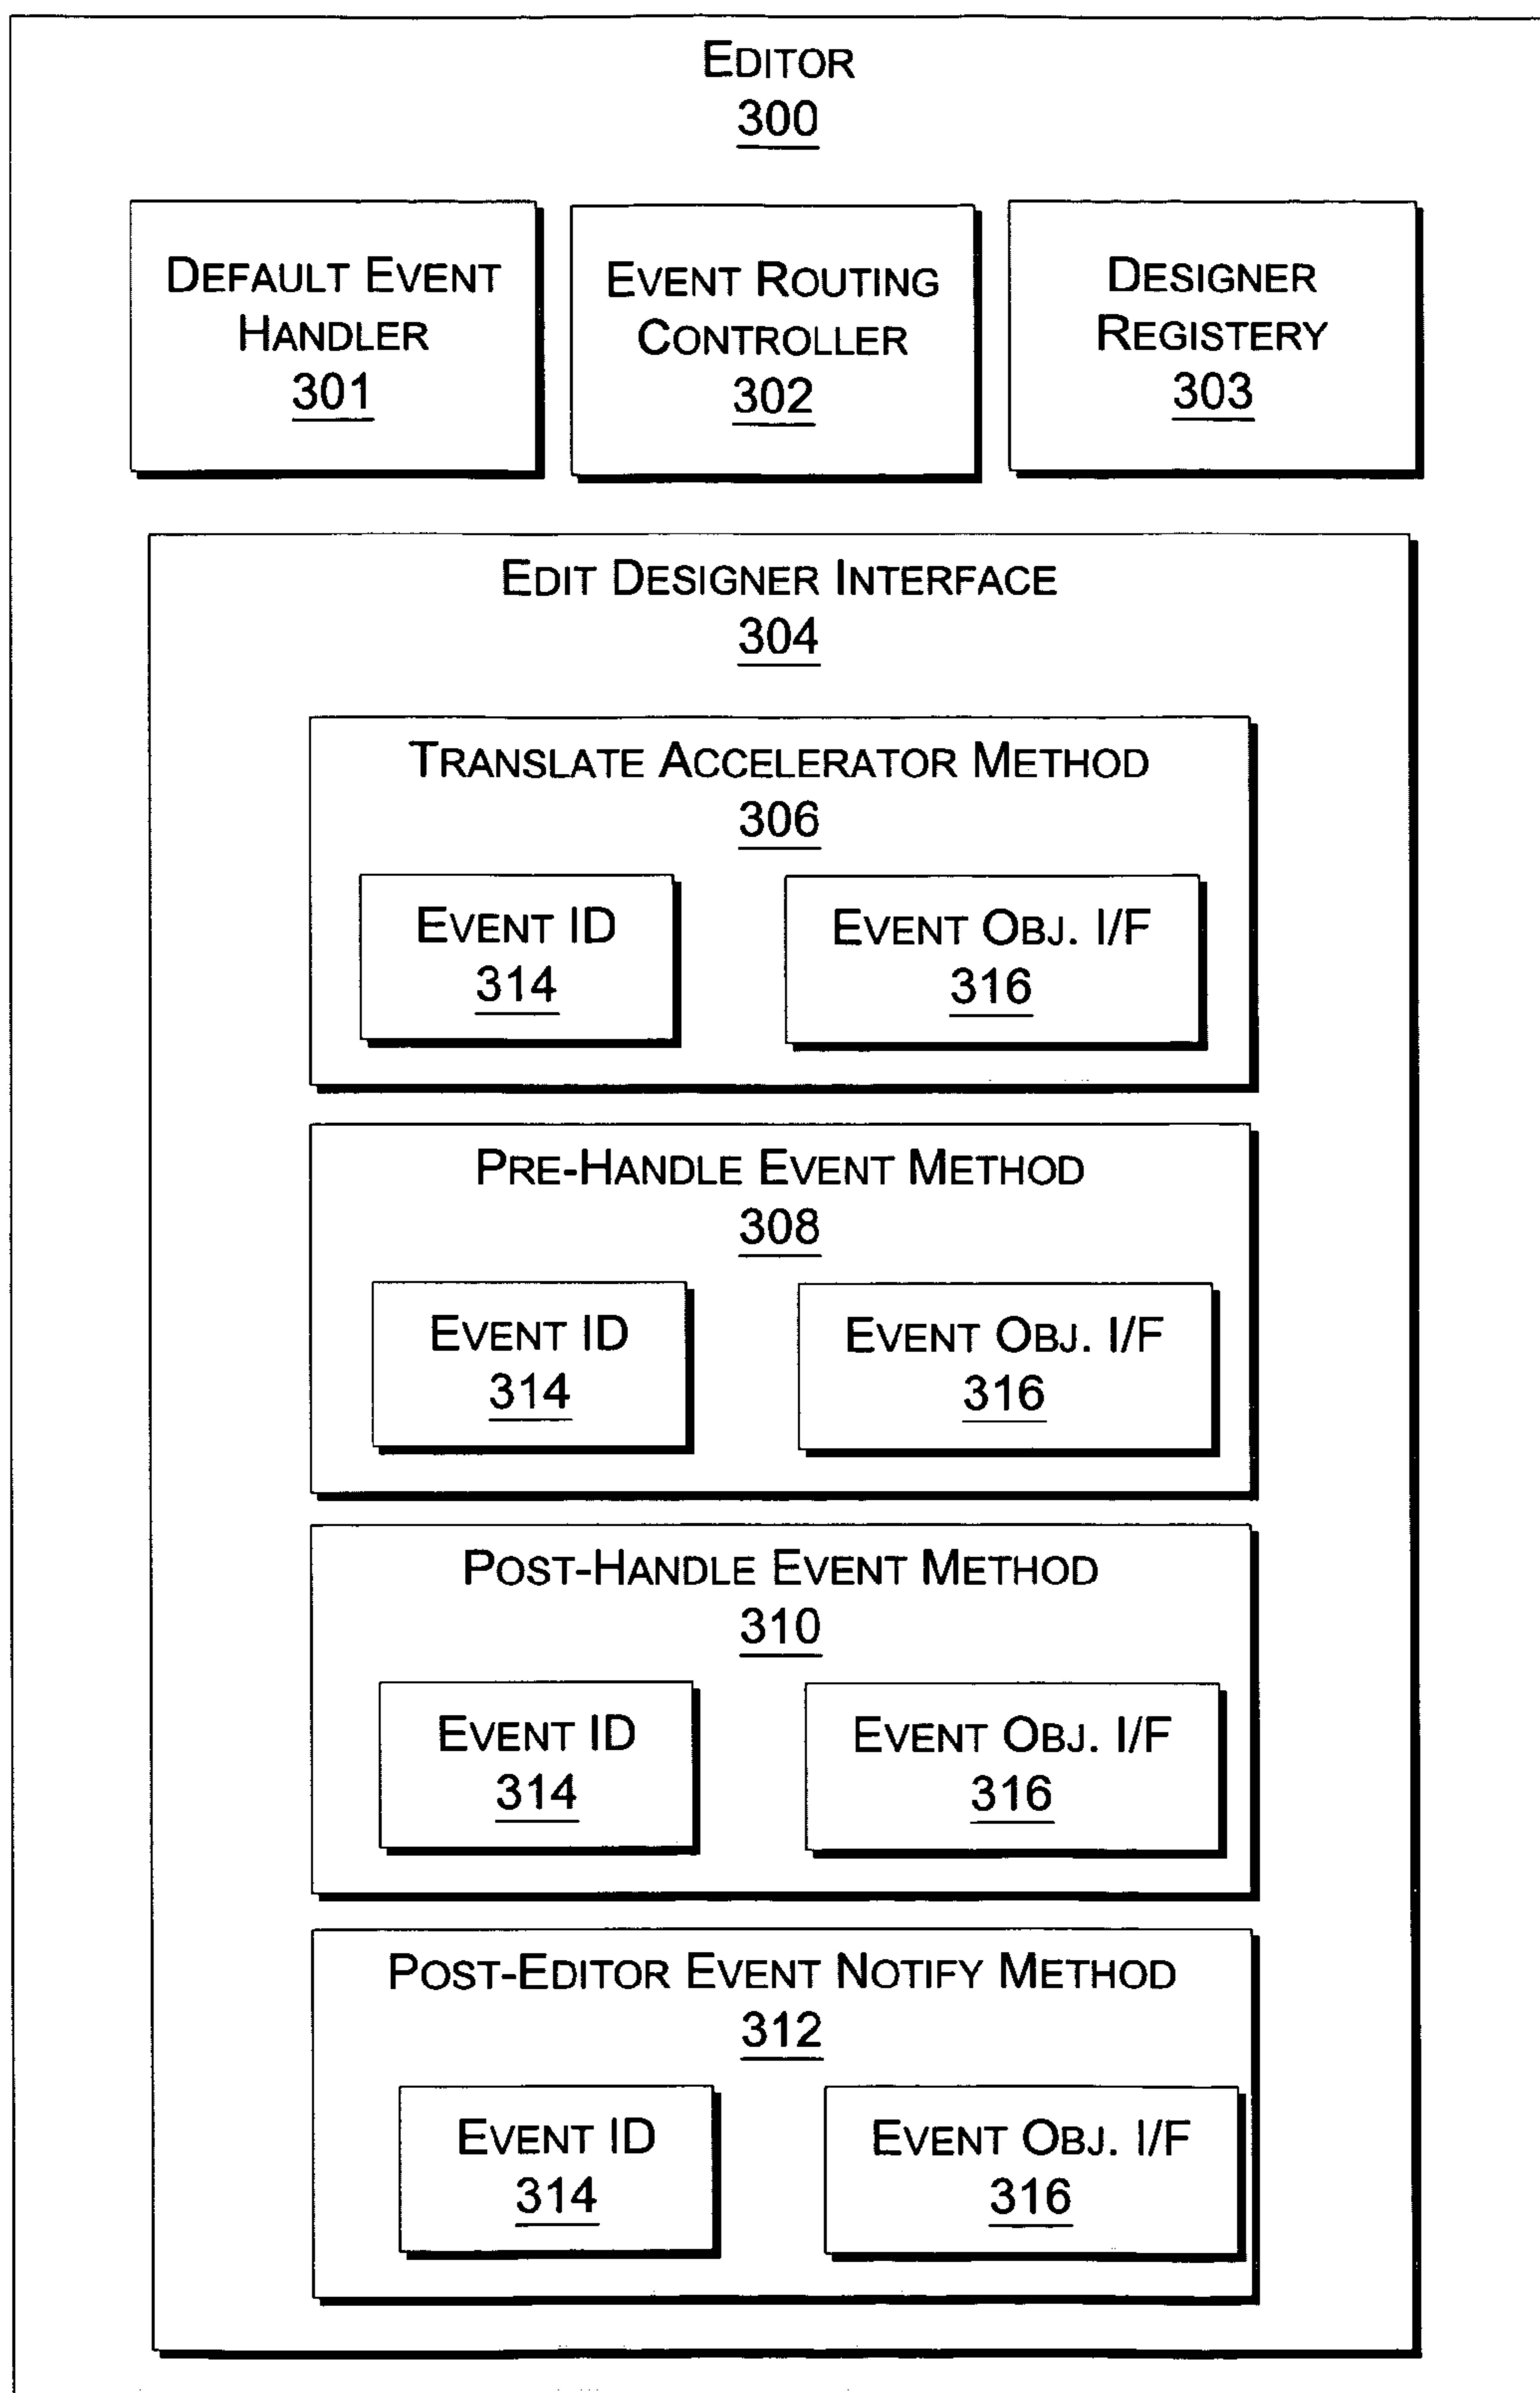 EDITOR
300
DEFAULT EVENT
HANDLER
301
EVENT ROUTING
CONTROLLER
302
DESIGNER
REGISTERY
303
EDIT DESIGNER INTERFACE
304
TRANSLATE ACCELERATOR METHOD
306
EVENT ID
314
EVENT OBJ. I/F
316
PRE-HANDLE EVENT METHOD
308
EVENT ID
314
EVENT OBJ. I/F
316
POST-HANDLE EVENT METHOD
310
EVENT ID
314
EVENT OBJ. I/F
316
POST-EDITOR EVENT NOTIFY METHOD
312
EVENT ID
314
EVENT OBJ. I/F
316